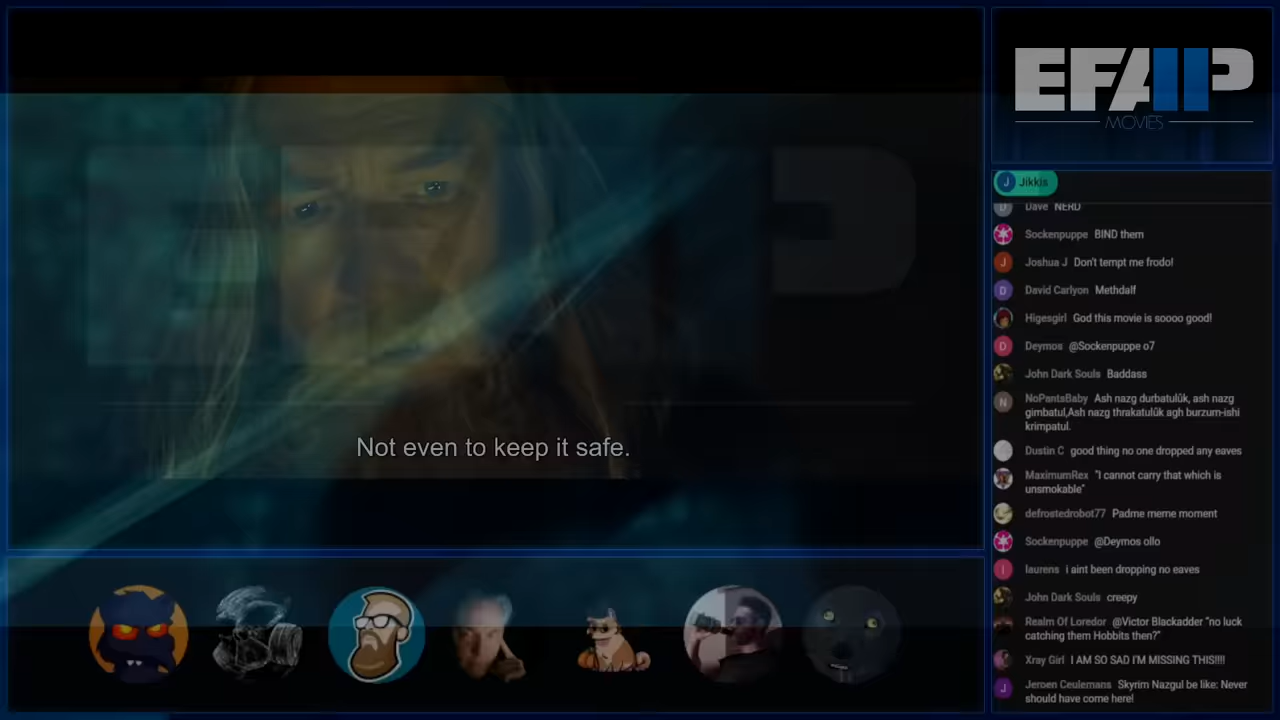 EFAP
MOVIES
J Jikkis
D Dave NERD
Sockenpuppe BIND them
J Joshua J Don't tempt me frodo!
D David Carlyon Methdalf
Higesgirl God this movie is soooo good!
D Deymos @Sockenpuppe o7
John Dark Souls Baddass
N NoPantsBaby Ash nazg durbatulûk, ash nazg
gimbatul,Ash nazg thrakatulûk agh burzum-ishi
krimpatul.
Dustin C good thing no one dropped any eaves
MaximumRex "I cannot carry that which is
unsmokable"
defrostedrobot77 Padme meme moment
Sockenpuppe @Deymos ollo
l laurens i aint been dropping no eaves
John Dark Souls creepy
Realm Of Loredor @Victor Blackadder "no luck
catching them Hobbits then?"
Xray Girl I AM SO SAD I'M MISSING THIS!!!!
J Jeroen Ceulemans Skyrim Nazgul be like: Never
should have come here!
E P
Not even to keep it safe.